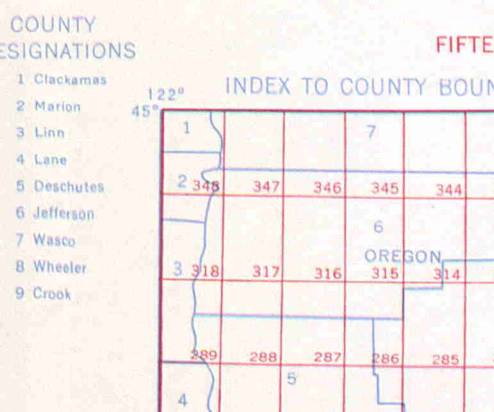 COUNTY
ESIGNATIONS
1 Clackamas
2 Marion
3 Linn
4 Lane
5 Deschutes
6 Jefferson
7 Wasco
8 Wheeler
9 Crook
FIFTE
INDEX TO COUNTY BOUN
122°
45°
1 7
2 348 347 346 345 344
6
OREGON
3 318 317 316 315 314
289 288 287 286 285
5
4